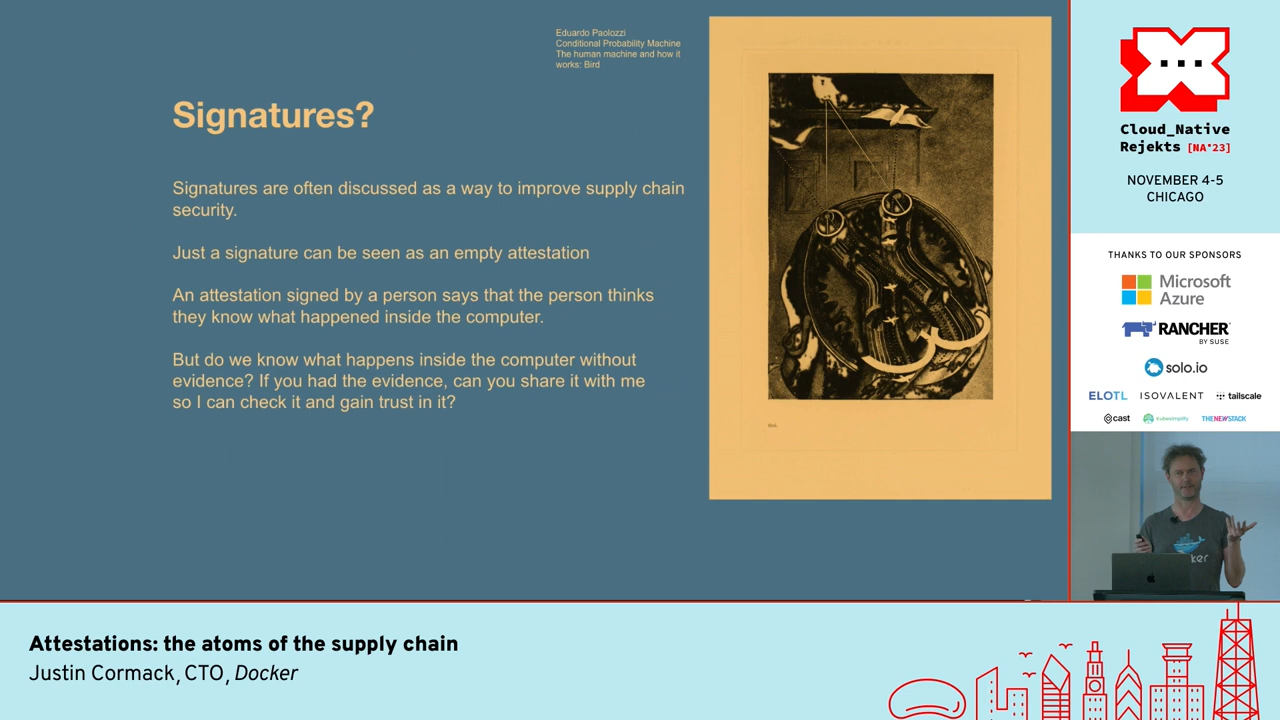 Eduardo Paolozzi
Conditional Probability Machine
The human machine and how it
works: Bird
Signatures?
Signatures are often discussed as a way to improve supply chain
security.
Just a signature can be seen as an empty attestation
An attestation signed by a person says that the person thinks
they know what happened inside the computer.
But do we know what happens inside the computer without
evidence? If you had the evidence, can you share it with me
so I can check it and gain trust in it?
Cloud_Native
Rejekts [NA'23]
NOVEMBER 4-5
CHICAGO
THANKS TO OUR SPONSORS
Microsoft
Azure
RANCHER
BY SUSE
solo.io
ELOTL ISOVALENT tailscale
cast kubesimplify THENEWSTACK
ker
Attestations: the atoms of the supply chain
Justin Cormack, CTO, Docker